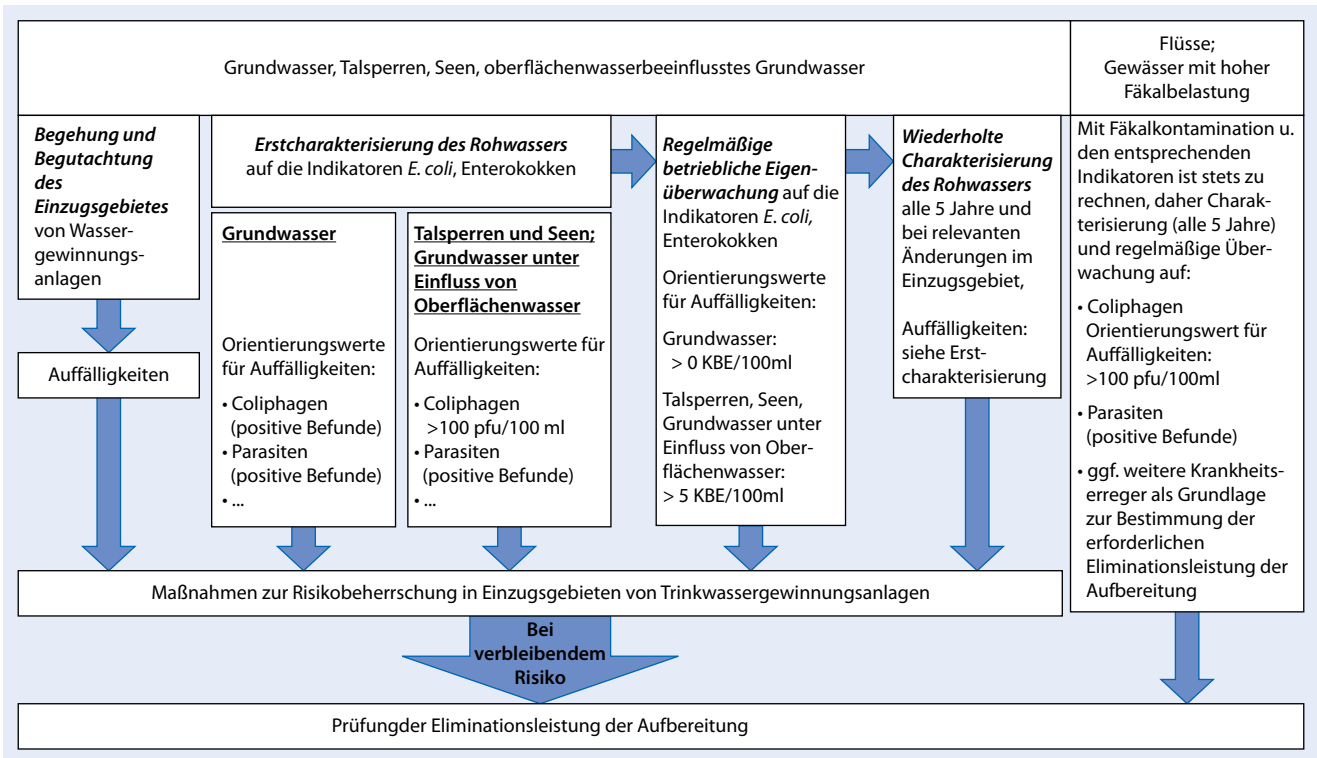 Grundwasser, Talsperren, Seen, oberflächenwasserbeeinflusstes Grundwasser
Flüsse;
Gewässer mit hoher
Fäkalbelastung
Begehung und
Begutachtung
des
Einzugsgebietes
von Wasser-
gewinnungs-
anlagen
Auffälligkeiten
Erstcharakterisierung des Rohwassers
auf die Indikatoren E. coli, Enterokokken
Grundwasser
Orientierungswerte
für Auffälligkeiten:
• Coliphagen
(positive Befunde)
• Parasiten
(positive Befunde)
• ...
Talsperren und Seen;
Grundwasser unter
Einfluss von
Oberflächenwasser
Orientierungswerte für
Auffälligkeiten:
• Coliphagen
>100 pfu/100 ml
• Parasiten
(positive Befunde)
• ...
Regelmäßige
betriebliche Eigen-
überwachung auf die
Indikatoren E. coli,
Enterokokken
Orientierungswerte
für Auffälligkeiten:
Grundwasser:
> 0 KBE/100ml
Talsperren, Seen,
Grundwasser unter
Einfluss von Ober-
flächenwasser:
> 5 KBE/100ml
Wiederholte
Charakterisierung
des Rohwassers
alle 5 Jahre und
bei relevanten
Änderungen im
Einzugsgebiet,
Auffälligkeiten:
siehe Erst-
charakterisierung
Mit Fäkalkontamination u.
den entsprechenden
Indikatoren ist stets zu
rechnen, daher Charak-
terisierung (alle 5 Jahre)
und regelmäßige Über-
wachung auf:
• Coliphagen
Orientierungswert für
Auffälligkeiten:
>100 pfu/100ml
• Parasiten
(positive Befunde)
• ggf. weitere Krankheits-
erreger als Grundlage
zur Bestimmung der
erforderlichen
Eliminationsleistung der
Aufbereitung
Maßnahmen zur Risikobeherrschung in Einzugsgebieten von Trinkwassergewinnungsanlagen
Bei
verbleibendem
Risiko
Prüfungder Eliminationsleistung der Aufbereitung